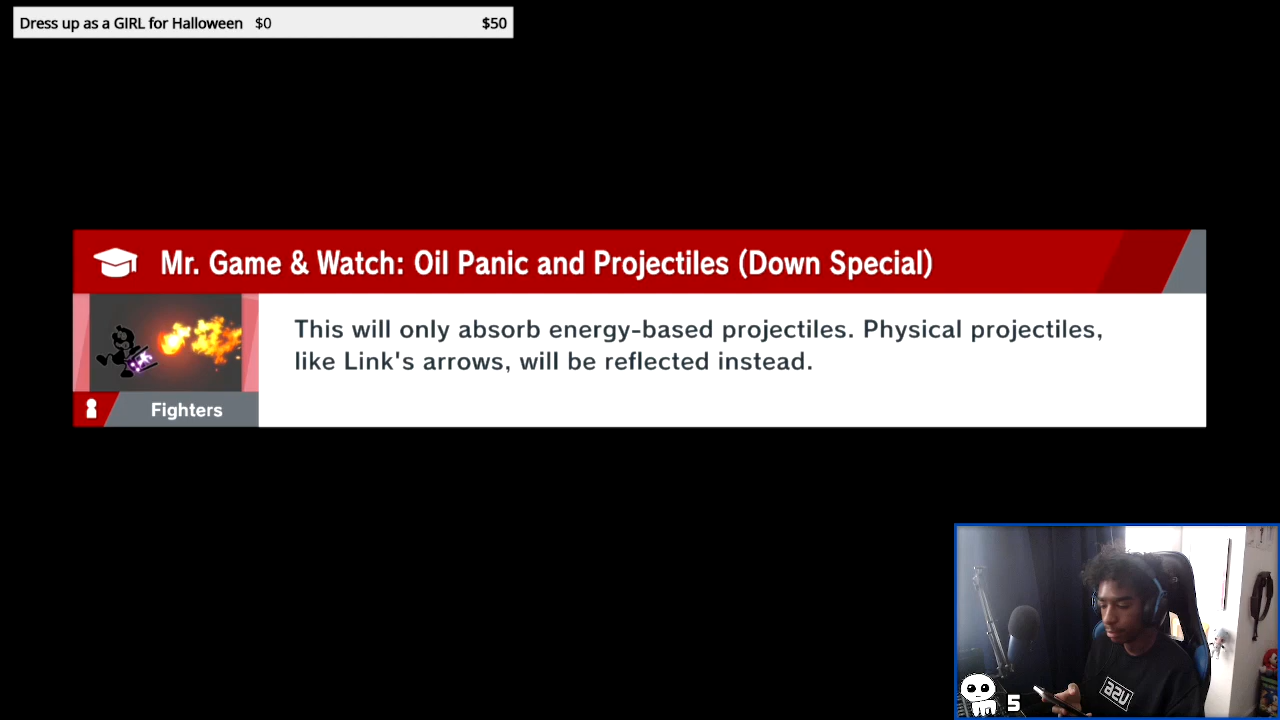 Dress up as a GIRL for Halloween $0 $50
Mr. Game & Watch: Oil Panic and Projectiles (Down Special)
This will only absorb energy-based projectiles. Physical projectiles,
like Link's arrows, will be reflected instead.
Fighters
5